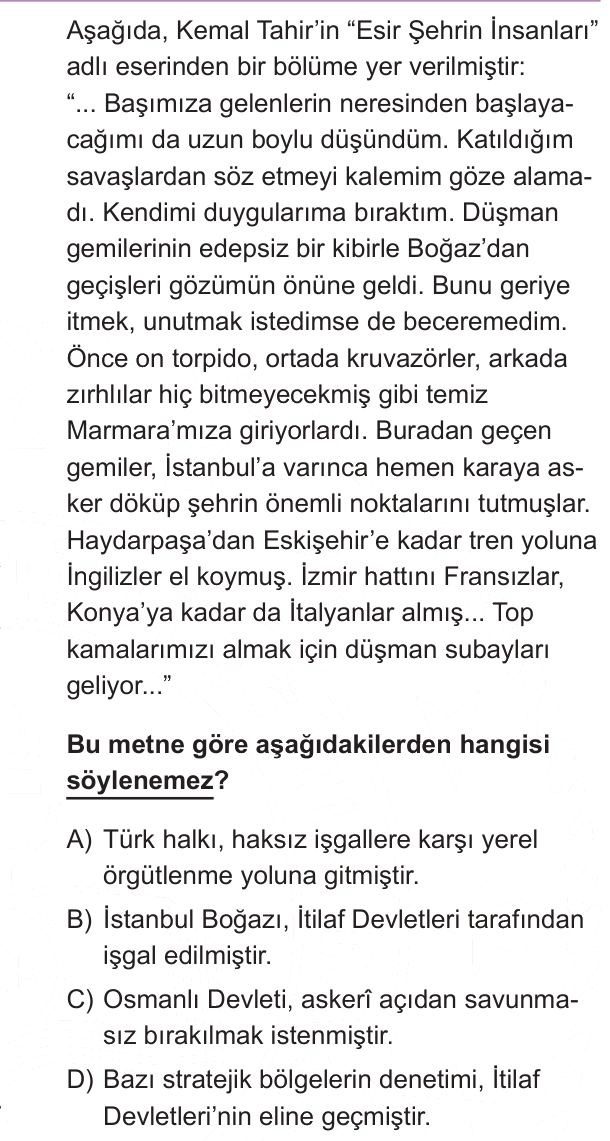 Aşağıda, Kemal Tahir’in “Esir Şehrin İnsanları”
adlı eserinden bir bölüme yer verilmiştir:
“... Başımıza gelenlerin neresinden başlaya-
cağımı da uzun boylu düşündüm. Katıldığım
savaşlardan söz etmeyi kalemim göze alama-
dı. Kendimi duygularıma bıraktım. Düşman
gemilerinin edepsiz bir kibirle Boğaz’dan
geçişleri gözümün önüne geldi. Bunu geriye
itmek, unutmak istedimse de beceremedim.
Önce on torpido, ortada kruvazörler, arkada
zırhlılar hiç bitmeyecekmiş gibi temiz
Marmara’mıza giriyorlardı. Buradan geçen
gemiler, İstanbul’a varınca hemen karaya as-
ker döküp şehrin önemli noktalarını tutmuşlar.
Haydarpaşa’dan Eskişehir’e kadar tren yoluna
İngilizler el koymuş. İzmir hattını Fransızlar,
Konya’ya kadar da İtalyanlar almış... Top
kamalarımızı almak için düşman subayları
geliyor...”
Bu metne göre aşağıdakilerden hangisi
söylenemez?
A) Türk halkı, haksız işgallere karşı yerel
örgütlenme yoluna gitmiştir.
B) İstanbul Boğazı, İtilaf Devletleri tarafından
işgal edilmiştir.
C) Osmanlı Devleti, askerî açıdan savunma-
sız bırakılmak istenmiştir.
D) Bazı stratejik bölgelerin denetimi, İtilaf
Devletleri’nin eline geçmiştir.